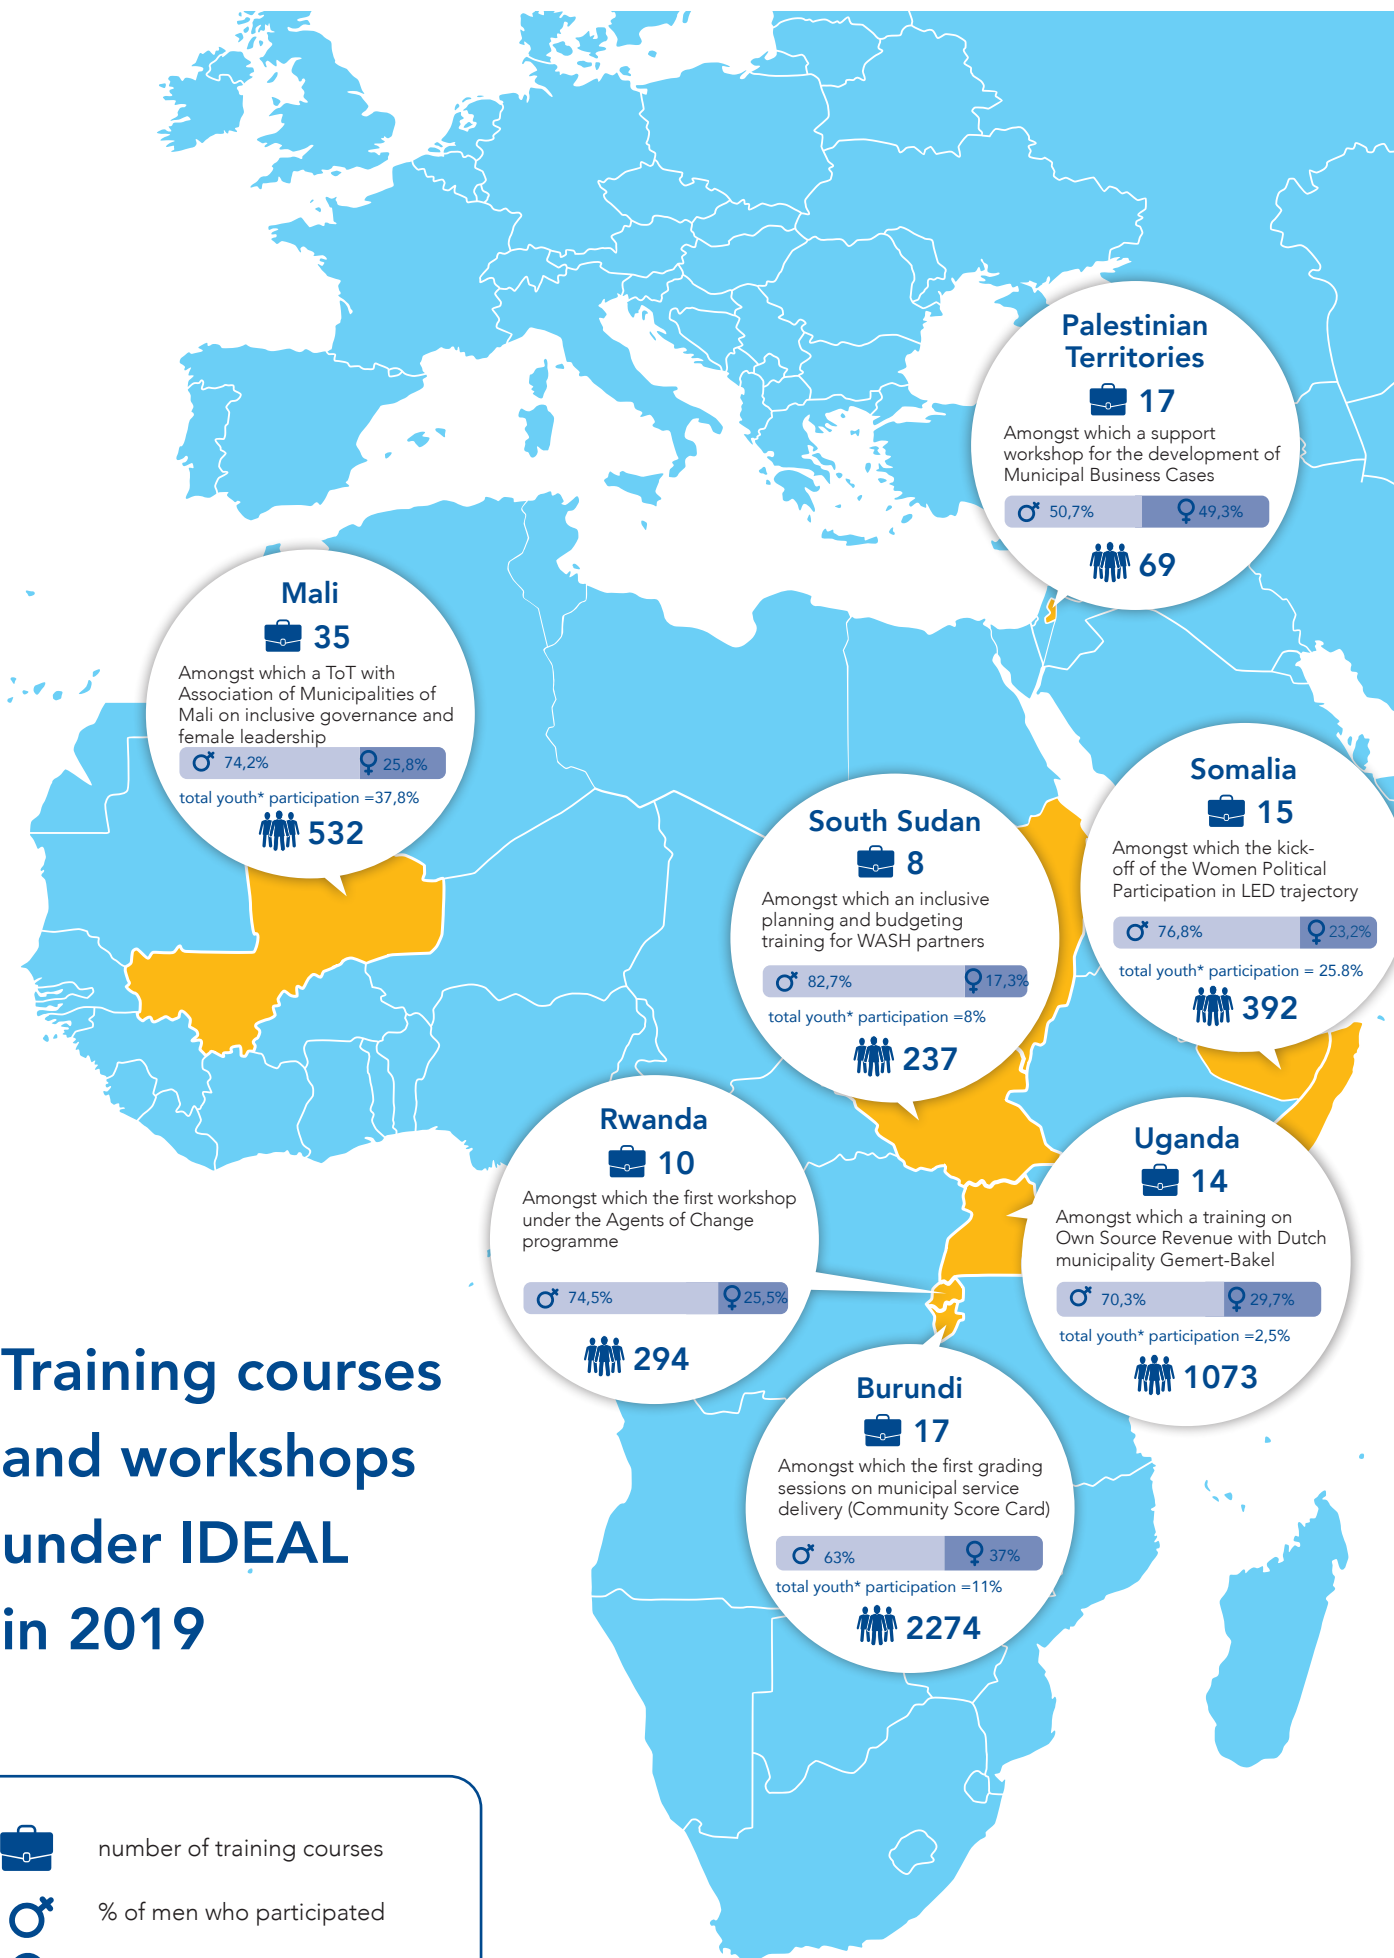 Palestinian
Territories
17
Amongst which a support
workshop for the development of
Municipal Business Cases
50,7%
49,3%
69
Mali
35
Amongst which a ToT with
Association of Municipalities of
Mali on inclusive governance and
female leadership
74,2%
25,8%
total youth* participation =37,8%
532
Somalia
15
Amongst which the kick-
off of the Women Political
Participation in LED trajectory
76,8%
23,2%
total youth* participation = 25.8%
392
South Sudan
8
Amongst which an inclusive
planning and budgeting
training for WASH partners
82,7%
17,3%
total youth* participation =8%
237
Rwanda
10
Amongst which the first workshop
under the Agents of Change
programme
74,5%
25,5%
294
Uganda
14
Amongst which a training on
Own Source Revenue with Dutch
municipality Gemert-Bakel
70,3%
29,7%
total youth* participation =2,5%
1073
Burundi
17
Amongst which the first grading
sessions on municipal service
delivery (Community Score Card)
63%
37%
total youth* participation =11%
2274
Training courses
and workshops
under IDEAL
in 2019
number of training courses
% of men who participated